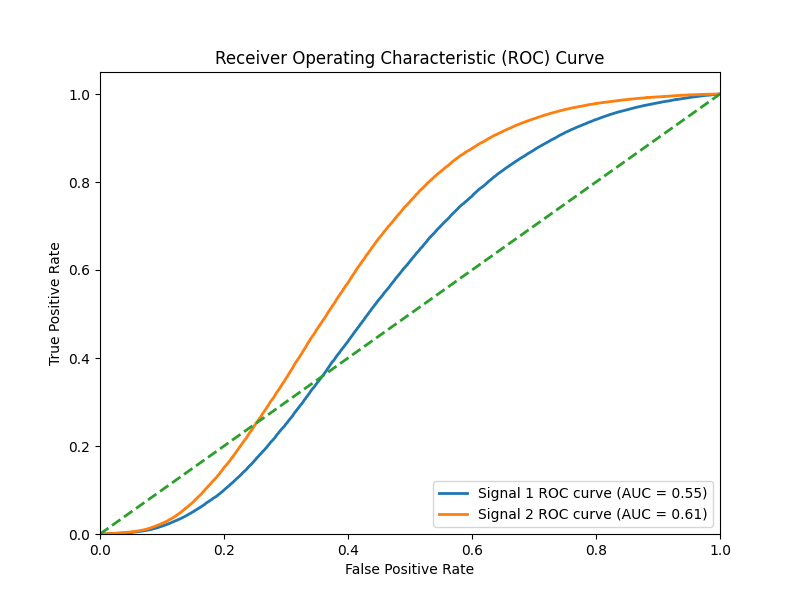 Receiver Operating Characteristic (ROC) Curve
True Positive Rate
1.0
0.8
0.6
0.4
0.2
0.0
Signal 1 ROC curve (AUC = 0.55)
Signal 2 ROC curve (AUC = 0.61)
0.0 0.2 0.4 0.6 0.8 1.0
False Positive Rate